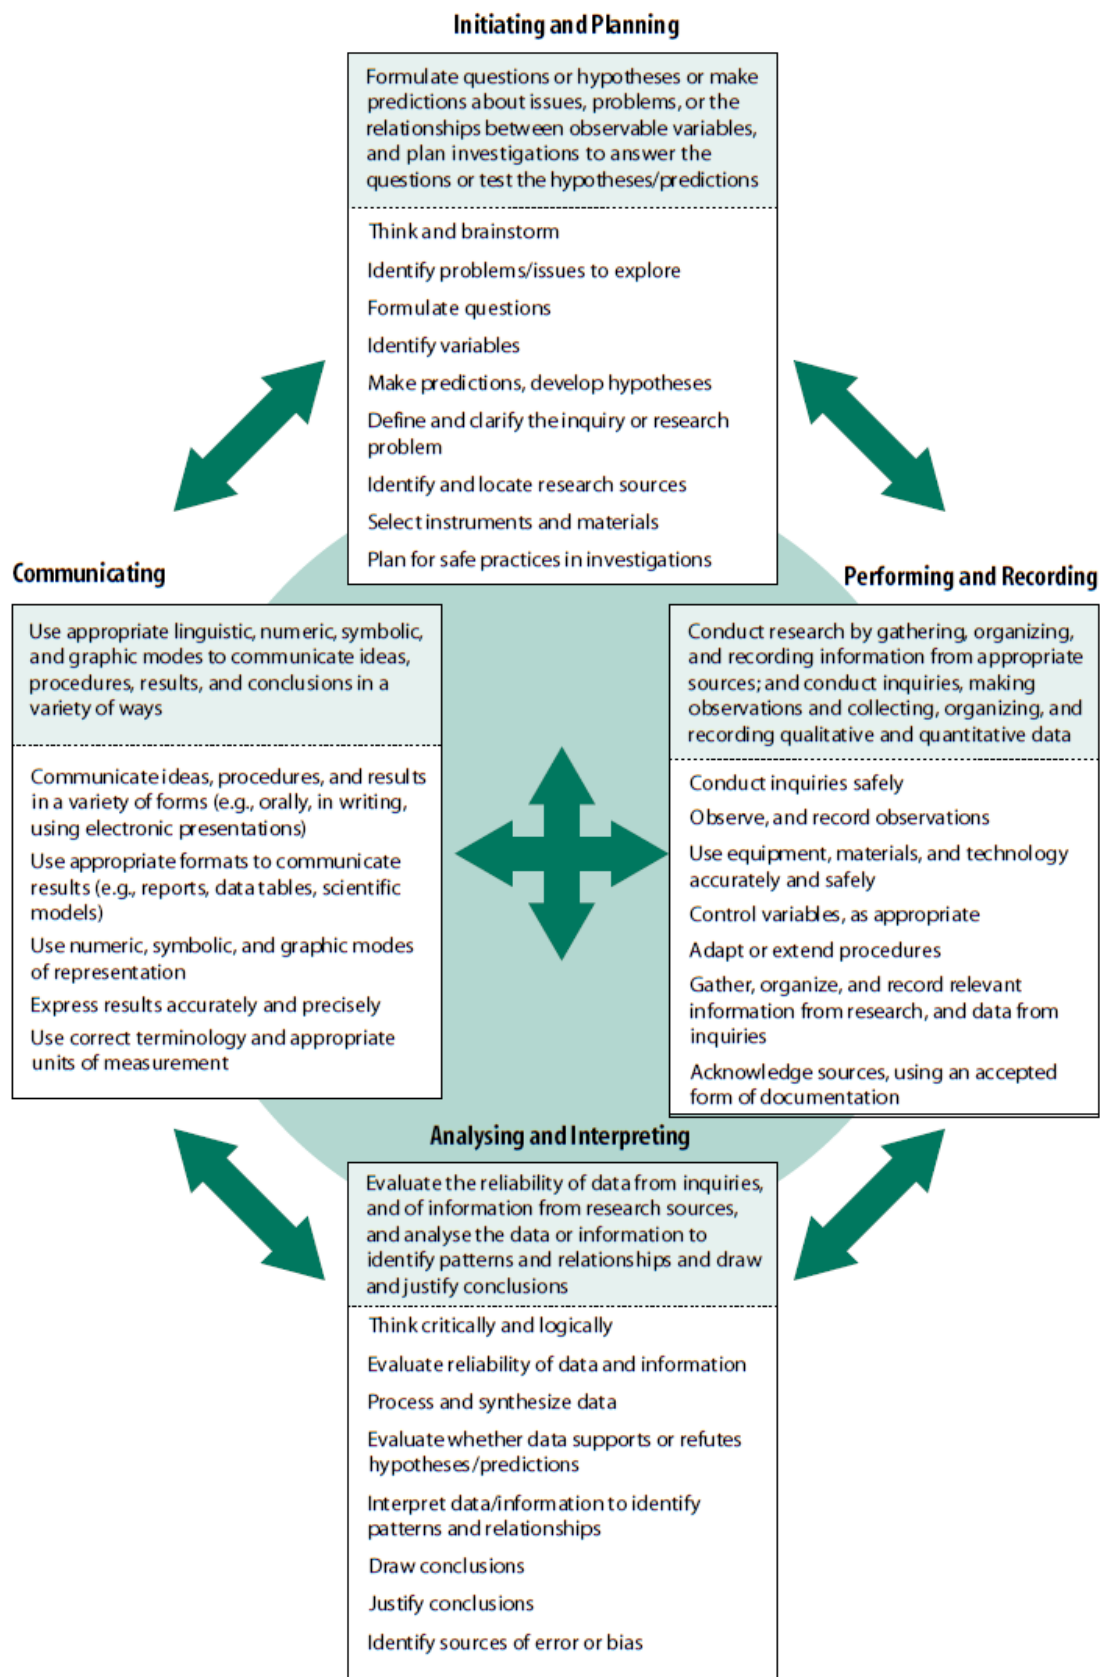 Initiating and Planning
Formulate questions or hypotheses or make
predictions about issues, problems, or the
relationships between observable variables,
and plan investigations to answer the
questions or test the hypotheses/predictions
Think and brainstorm
Identify problems/issues to explore
Formulate questions
Identify variables
Make predictions, develop hypotheses
Define and clarify the inquiry or research
problem
Identify and locate research sources
Select instruments and materials
Plan for safe practices in investigations
Communicating
Use appropriate linguistic, numeric, symbolic,
and graphic modes to communicate ideas,
procedures, results, and conclusions in a
variety of ways
Communicate ideas, procedures, and results
in a variety of forms (e.g., orally, in writing,
using electronic presentations)
Use appropriate formats to communicate
results (e.g., reports, data tables, scientific
models)
Use numeric, symbolic, and graphic modes
of representation
Express results accurately and precisely
Use correct terminology and appropriate
units of measurement
Performing and Recording
Conduct research by gathering, organizing,
and recording information from appropriate
sources; and conduct inquiries, making
observations and collecting, organizing, and
recording qualitative and quantitative data
Conduct inquiries safely
Observe, and record observations
Use equipment, materials, and technology
accurately and safely
Control variables, as appropriate
Adapt or extend procedures
Gather, organize, and record relevant
information from research, and data from
inquiries
Acknowledge sources, using an accepted
form of documentation
Analysing and Interpreting
Evaluate the reliability of data from inquiries,
and of information from research sources,
and analyse the data or information to
identify patterns and relationships and draw
and justify conclusions
Think critically and logically
Evaluate reliability of data and information
Process and synthesize data
Evaluate whether data supports or refutes
hypotheses/predictions
Interpret data/information to identify
patterns and relationships
Draw conclusions
Justify conclusions
Identify sources of error or bias